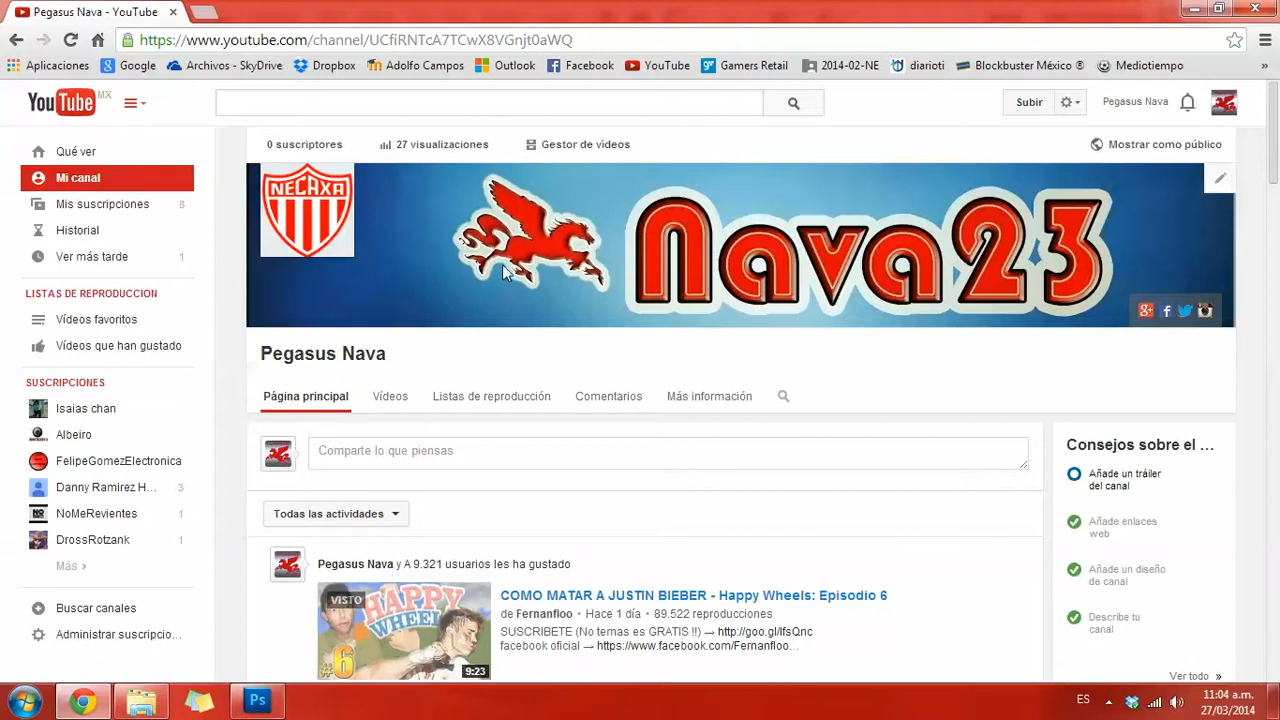 Pegasus Nava - YouTube
https://www.youtube.com/channel/UCfiRNTcA7TCwX8VGnjt0aWQ
Aplicaciones Google Archivos - SkyDrive Dropbox Adolfo Campos Outlook Facebook YouTube Gamers Retail 2014-02-NE diarioti Blockbuster México ® Mediotiempo »
YouTube MX
Subir
Pegasus Nava
0 suscriptores 27 visualizaciones Gestor de vídeos Mostrar como público
Qué ver
Mi canal
Mis suscripciones 8
Historial
Ver más tarde 1
LISTAS DE REPRODUCCIÓN
Vídeos favoritos
Vídeos que han gustado
SUSCRIPCIONES
Isaias chan
Albeiro
FelipeGomezElectronica
Danny Ramirez H... 3
NoMeRevientes 1
DrossRotzank 1
Más ›
Buscar canales
Administrar suscripcio...
NECAXA
Nava23
Pegasus Nava
Página principal Vídeos Listas de reproducción Comentarios Más información
Comparte lo que piensas
Todas las actividades
Pegasus Nava y A 9.321 usuarios les ha gustado
VISTO
HAPPY
WHEEL
#6
9:23
COMO MATAR A JUSTIN BIEBER - Happy Wheels: Episodio 6
de Fernanfloo • Hace 1 día • 89.522 reproducciones
SUSCRIBETE (No temas es GRATIS !!) → http://goo.gl/lfsQnc
facebook oficial → https://www.facebook.com/Fernanfloo...
Consejos sobre el ...
Añade un tráiler
del canal
Añade enlaces
web
Añade un diseño
de canal
Describe tu
canal
Ver todo »
Ps
ES
11:04 a.m.
27/03/2014